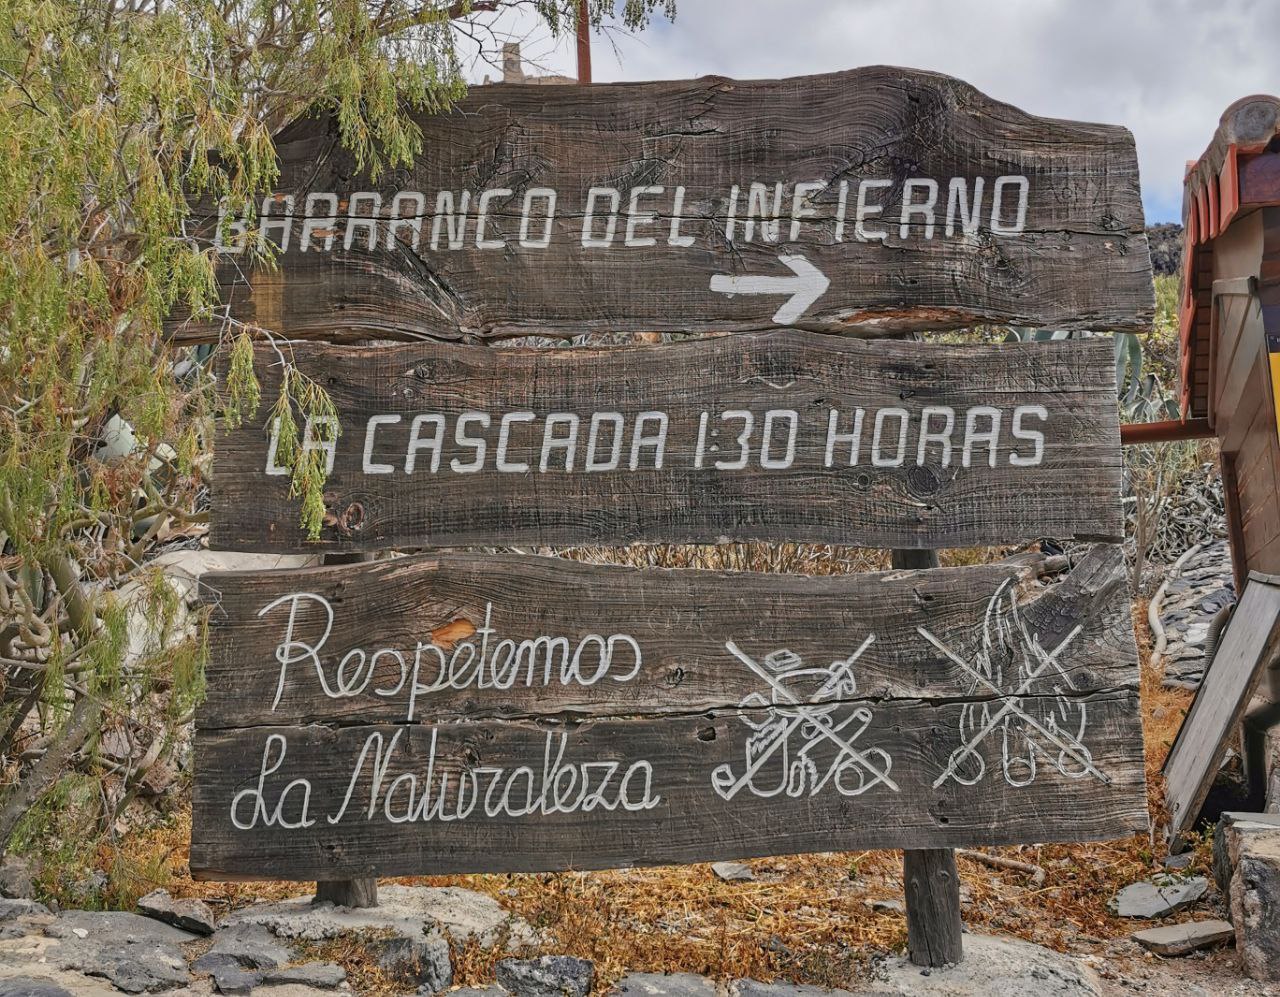 BARRANCO DEL INFIERNO
LA CASCADA 1:30 HORAS
Respetemos
La Naturaleza